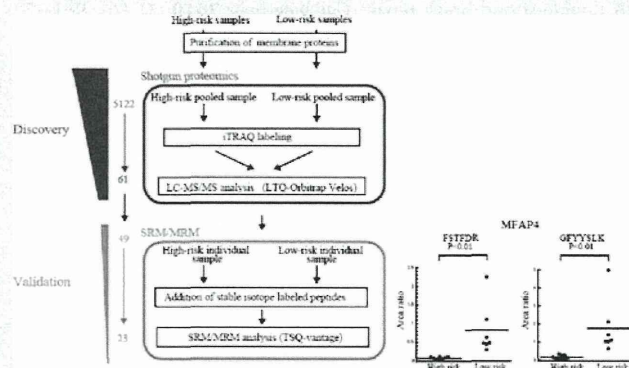 High-risk samples Low-risk samples
Purification of membrane proteins
Shotgun proteomics
High-risk pooled sample Low-risk pooled sample
iTRAQ labeling
LC-MS/MS analysis (LTQ-Orbitrap Velos)
Discovery
5122
61
SRM/MRM
High-risk individual sample
Low-risk individual sample
Addition of stable isotope labeled peptides
SRM/MRM analysis (TSQ-vantage)
Validation
49
23
MFAP4
FSTFDR
P<0.01
Area ratio
High risk Low risk
GFYYSLK
P<0.01
Area ratio
High risk Low risk